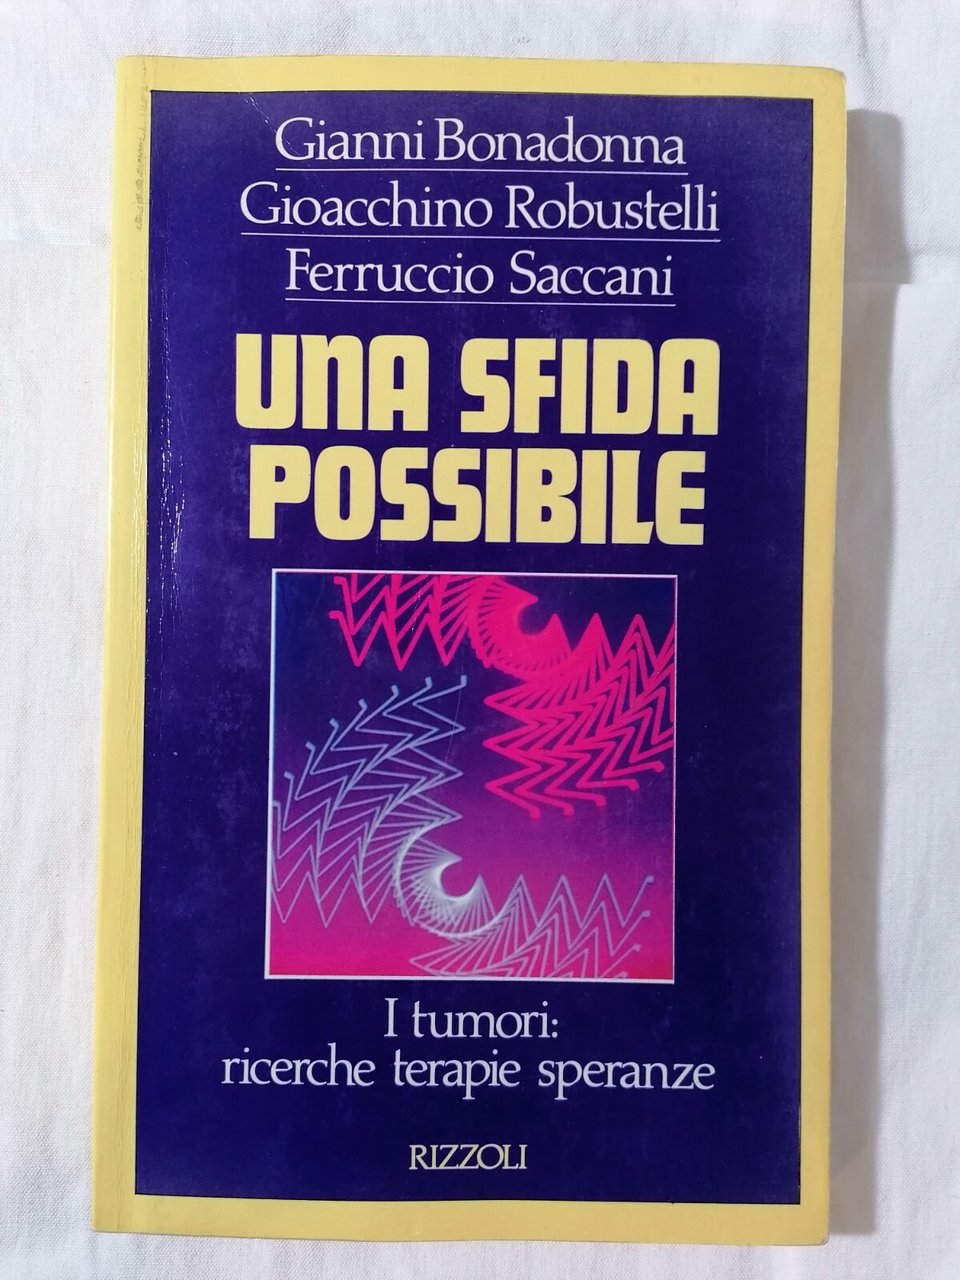 Gianni Bonadonna
Gioacchino Robustelli
Ferruccio Saccani
UNA SFIDA
POSSIBILE
I tumori:
ricerche terapie speranze
RIZZOLI